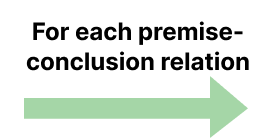 For each premise-
conclusion relation